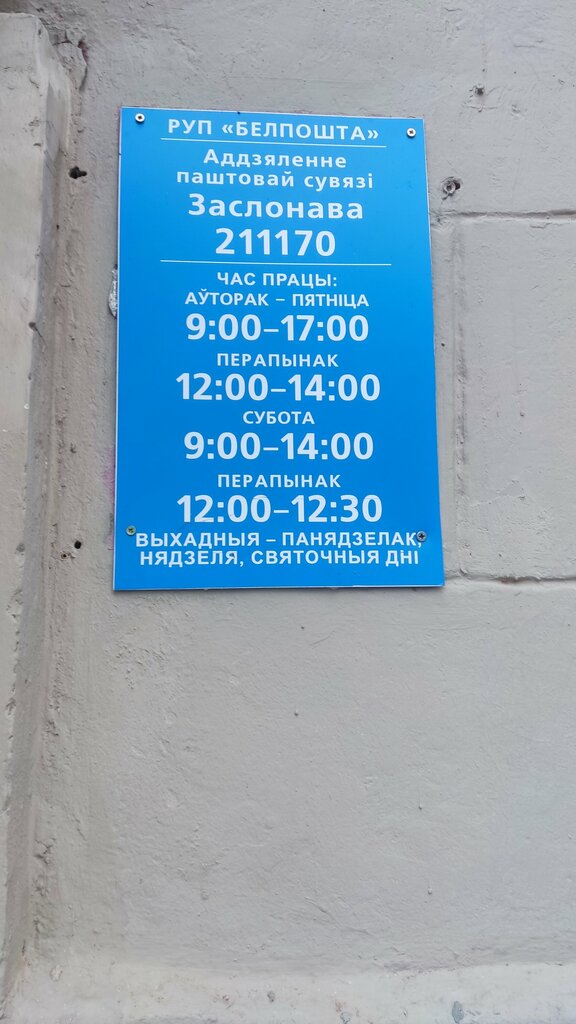 РУП «БЕЛПОШТА»
Аддзяленне
паштовай сувязі
Заслонава
211170
ЧАС ПРАЦЫ:
АЎТОРАК – ПЯТНІЦА
9:00–17:00
ПЕРАПЫНАК
12:00–14:00
СУБОТА
9:00–14:00
ПЕРАПЫНАК
12:00–12:30
ВЫХАДНЫЯ – ПАНЯДЗЕЛАК,
НЯДЗЕЛЯ, СВЯТОЧНЫЯ ДНІ